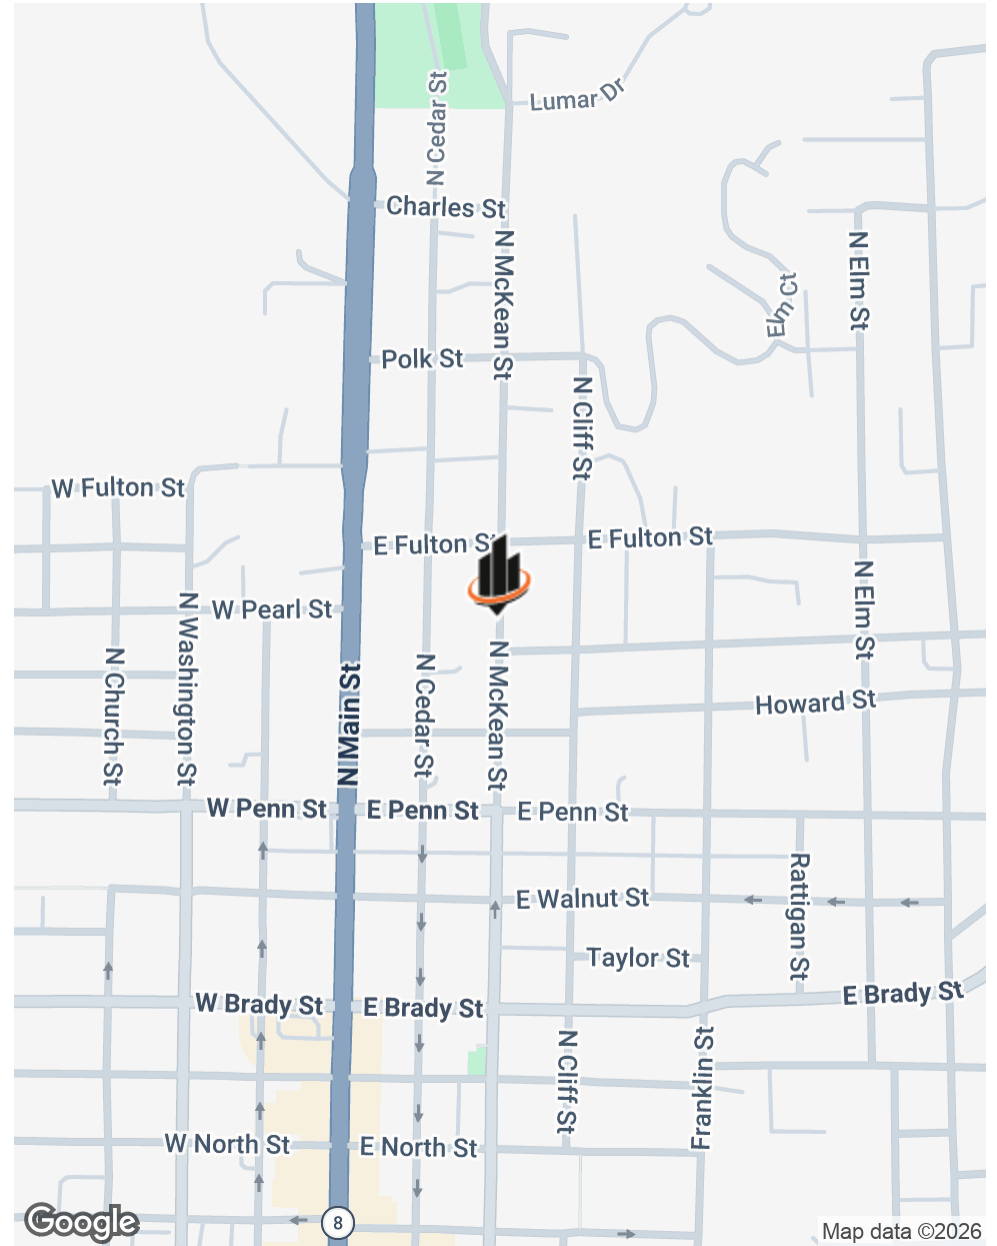 Lumar Dr
N Cedar St
Charles St
N McKean St
N Elm St
Elm Ct
Polk St
N Cliff St
W Fulton St
E Fulton St
E Fulton St
N Elm St
W Pearl St
N Washington St
N Church St
N Main St
N Cedar St
N McKean St
Howard St
W Penn St
E Penn St
E Penn St
E Walnut St
Rattigan St
Taylor St
W Brady St
E Brady St
E Brady St
N Cliff St
Franklin St
W North St
E North St
8
Google
Map data ©2026